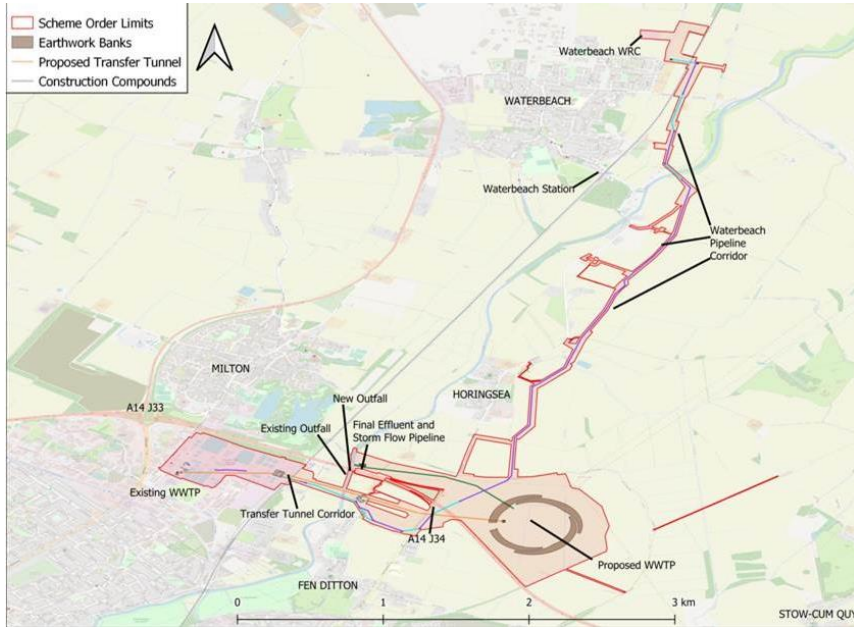 Scheme Order Limits
Earthwork Banks
Proposed Transfer Tunnel
Construction Compounds
Waterbeach WRC
WATERBEACH
Waterbeach Station
Waterbeach
Pipeline
Corridor
MILTON
HORINGSEA
A14 J33
New Outfall
Existing Outfall
Final Effluent and
Storm Flow Pipeline
Existing WWTP
Transfer Tunnel Corridor
A14 J34
Proposed WWTP
FEN DITTON
0 1 2 3 km
STOW-CUM QUY